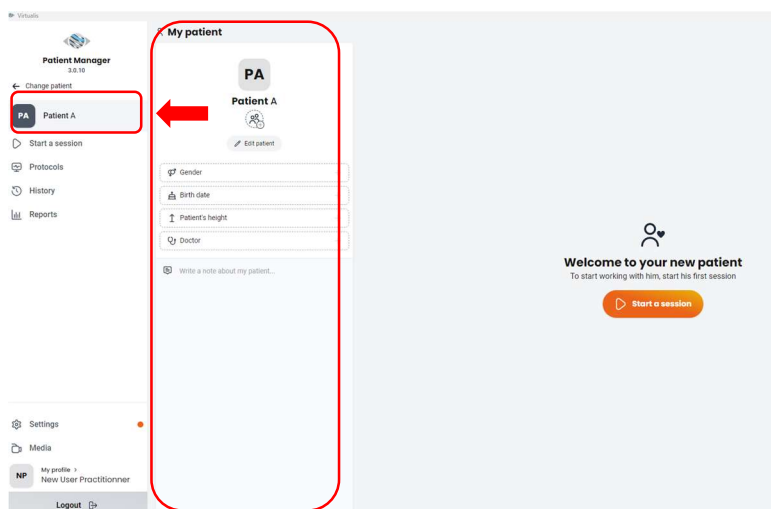 Virtualis
Patient Manager
3.0.10
Change patient
PA
Patient A
Start a session
Protocols
History
Reports
Settings
Media
NP
My profile >
New User Practitionner
Logout
My patient
PA
Patient A
Edit patient
Gender
Birth date
Patient's height
Doctor
Write a note about my patient...
Welcome to your new patient
To start working with him, start his first session
Start a session